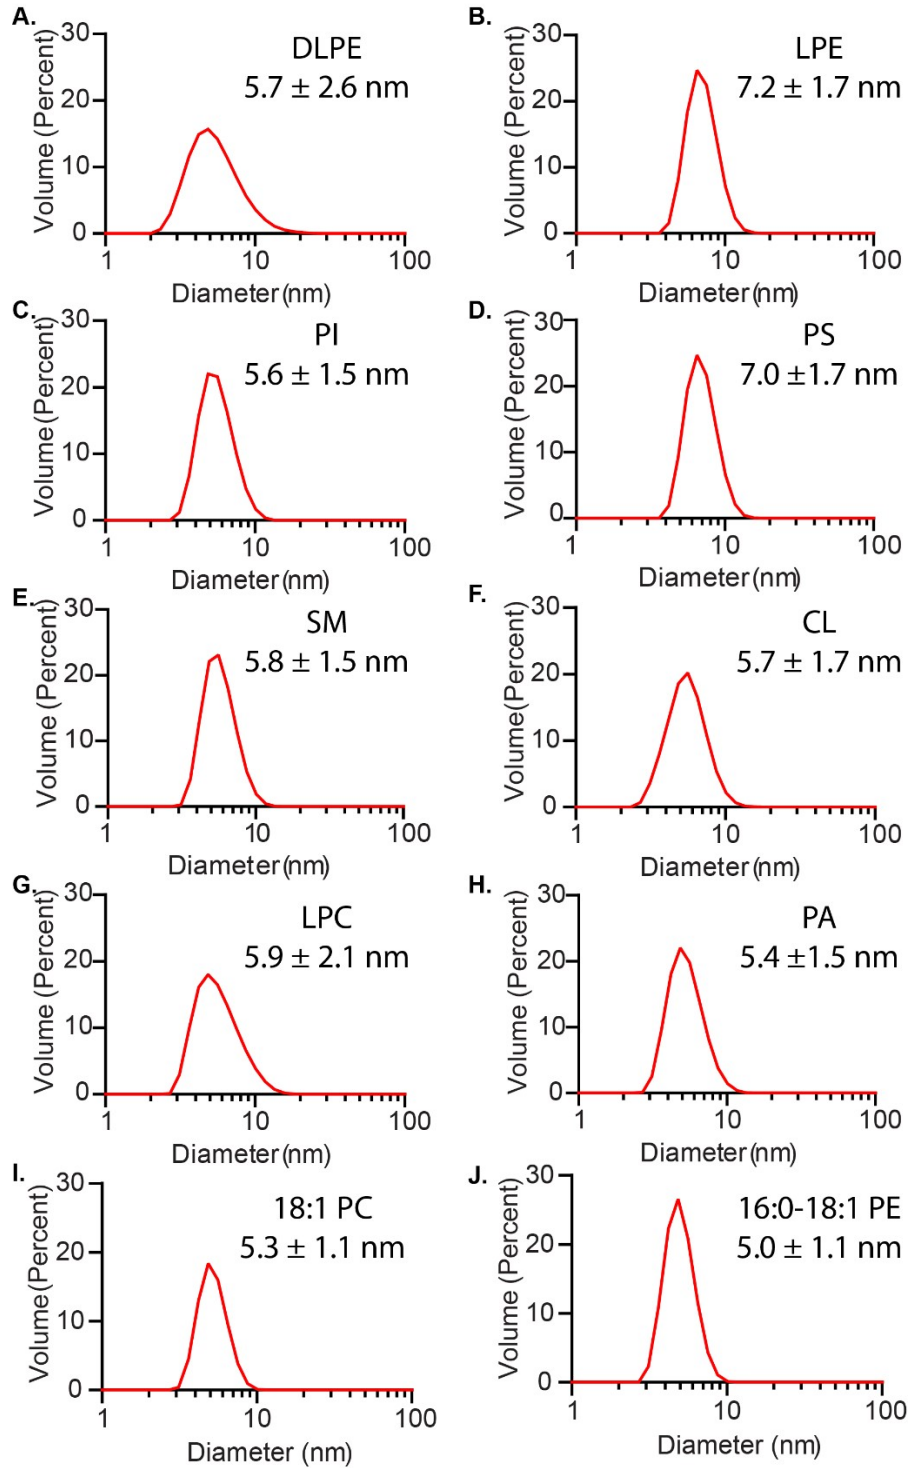 A.
DLPE
5.7 ± 2.6 nm
Volume (Percent)
30
20
10
0
1
10
100
Diameter(nm)
B.
LPE
7.2 ± 1.7 nm
Volume (Percent)
30
20
10
0
1
10
100
Diameter(nm)
C.
PI
5.6 ± 1.5 nm
Volume(Percent)
30
20
10
0
1
10
100
Diameter(nm)
D.
PS
7.0 ±1.7 nm
Volume(Percent)
30
20
10
0
1
10
100
Diameter(nm)
E.
SM
5.8 ± 1.5 nm
Volume (Percent)
30
20
10
0
1
10
100
Diameter(nm)
F.
CL
5.7 ± 1.7 nm
Volume(Percent)
30
20
10
0
1
10
100
Diameter(nm)
G.
LPC
5.9 ± 2.1 nm
Volume (Percent)
30
20
10
0
1
10
100
Diameter(nm)
H.
PA
5.4 ±1.5 nm
Volume (Percent)
30
20
10
0
1
10
100
Diameter(nm)
I.
18:1 PC
5.3 ± 1.1 nm
Volume(Percent)
30
20
10
0
1
10
100
Diameter (nm)
J.
16:0-18:1 PE
5.0 ± 1.1 nm
Volume (Percent)
30
20
10
0
1
10
100
Diameter (nm)